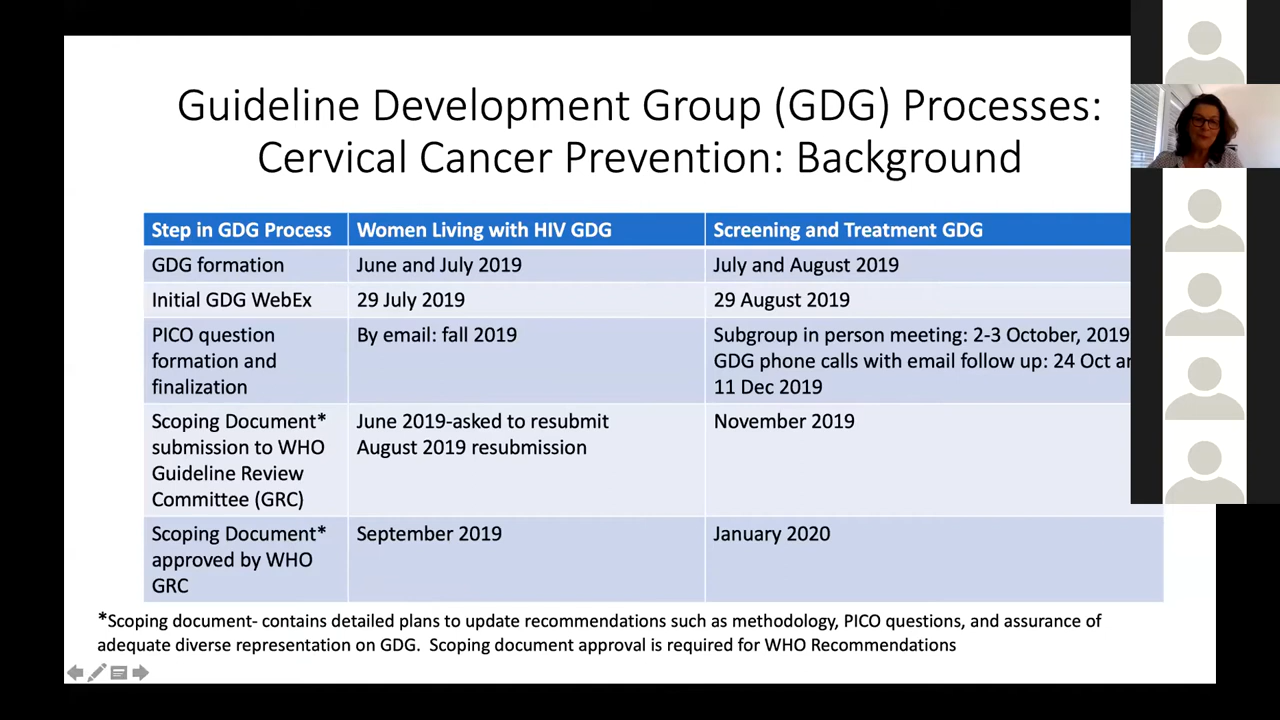 Guideline Development Group (GDG) Processes:
Cervical Cancer Prevention: Background
Step in GDG Process
Women Living with HIV GDG
Screening and Treatment GDG
GDG formation
June and July 2019
July and August 2019
Initial GDG WebEx
29 July 2019
29 August 2019
PICO question
formation and
finalization
By email: fall 2019
Subgroup in person meeting: 2-3 October, 2019
GDG phone calls with email follow up: 24 Oct
11 Dec 2019
Scoping Document*
submission to WHO
Guideline Review
Committee (GRC)
June 2019-asked to resubmit
August 2019 resubmission
November 2019
Scoping Document*
approved by WHO
GRC
September 2019
January 2020
*Scoping document- contains detailed plans to update recommendations such as methodology, PICO questions, and assurance of
adequate diverse representation on GDG. Scoping document approval is required for WHO Recommendations